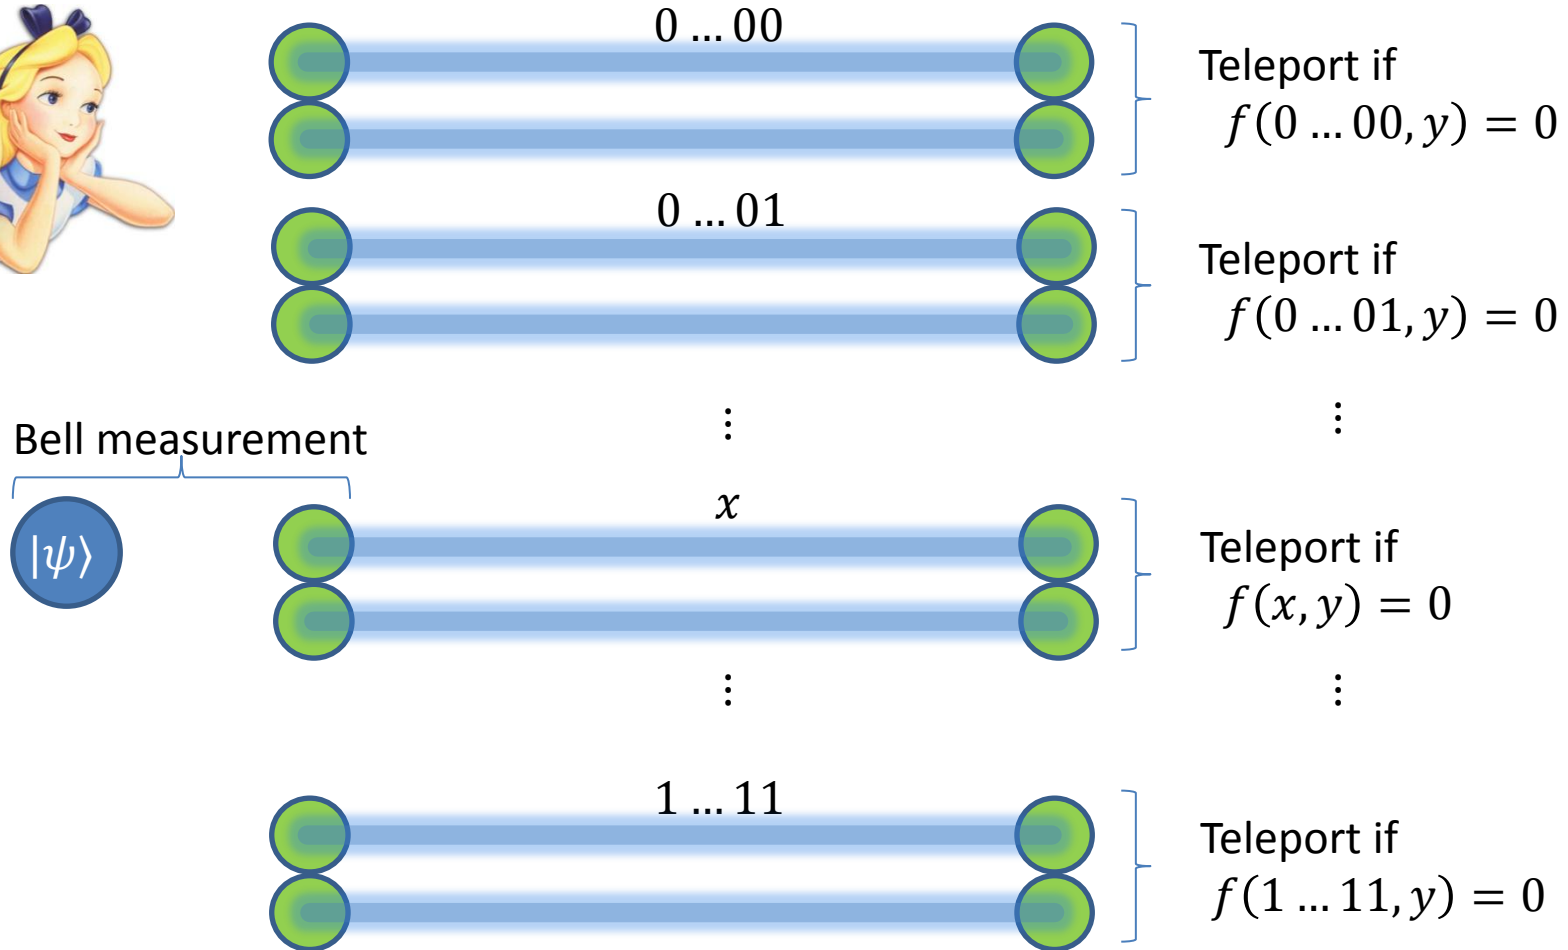 0 ... 00
Teleport if
f(0 ... 00, y) = 0
0 ... 01
Teleport if
f(0 ... 01, y) = 0
⋮
⋮
Bell measurement
x
|ψ⟩
Teleport if
f(x, y) = 0
⋮
⋮
1 ... 11
Teleport if
f(1 ... 11, y) = 0